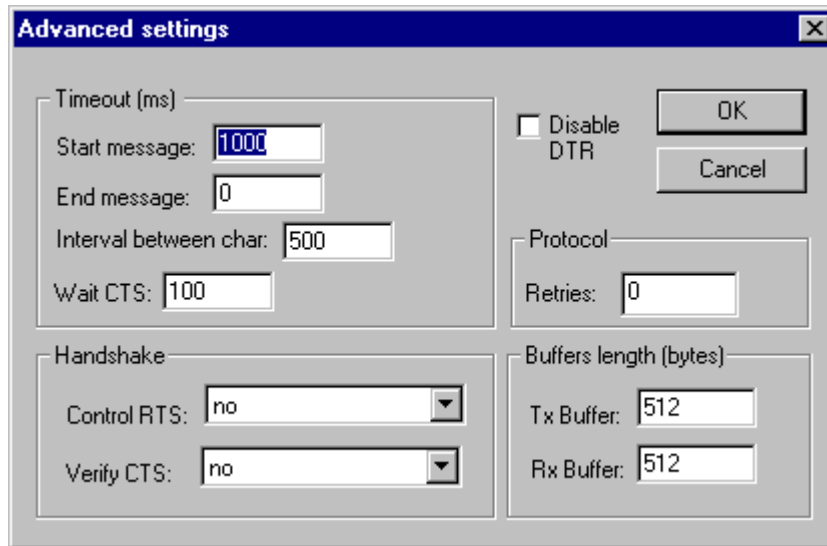 Advanced settings
Timeout (ms)
Start message: 1000
End message: 0
Interval between char: 500
Wait CTS: 100
Disable
DTR
OK
Cancel
Protocol
Retries: 0
Handshake
Control RTS: no
Verify CTS: no
Buffers length (bytes)
Tx Buffer: 512
Rx Buffer: 512